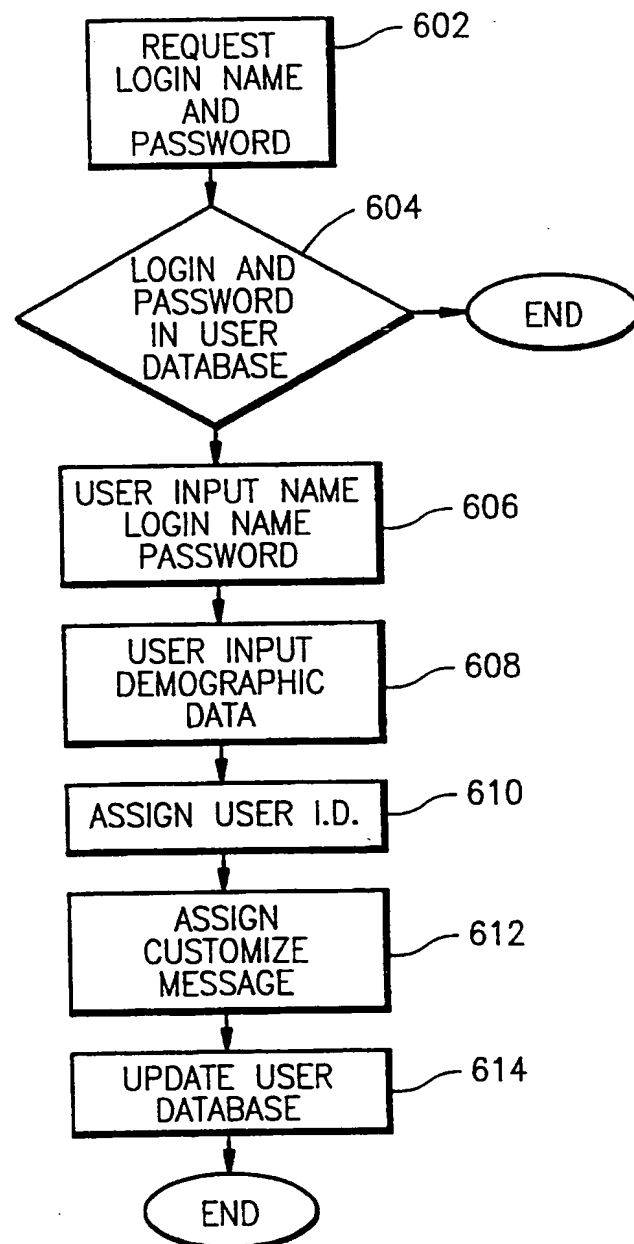 REQUEST
LOGIN NAME
AND
PASSWORD
602
604
LOGIN AND
PASSWORD
IN USER
DATABASE
END
USER INPUT NAME
LOGIN NAME
PASSWORD
606
USER INPUT
DEMOGRAPHIC
DATA
608
ASSIGN USER I.D.
610
ASSIGN
CUSTOMIZE
MESSAGE
612
UPDATE USER
DATABASE
614
END